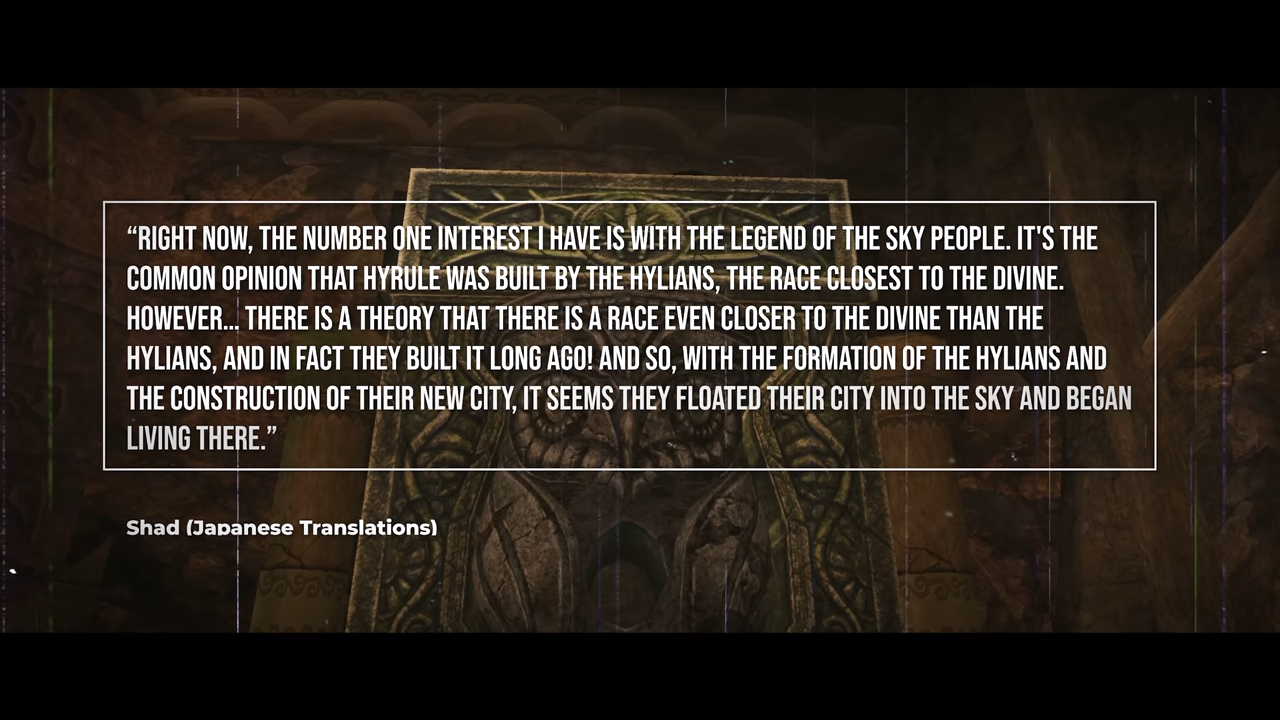 “RIGHT NOW, THE NUMBER ONE INTEREST I HAVE IS WITH THE LEGEND OF THE SKY PEOPLE. IT'S THE
COMMON OPINION THAT HYRULE WAS BUILT BY THE HYLIANS, THE RACE CLOSEST TO THE DIVINE.
HOWEVER... THERE IS A THEORY THAT THERE IS A RACE EVEN CLOSER TO THE DIVINE THAN THE
HYLIANS, AND IN FACT THEY BUILT IT LONG AGO! AND SO, WITH THE FORMATION OF THE HYLIANS AND
THE CONSTRUCTION OF THEIR NEW CITY, IT SEEMS THEY FLOATED THEIR CITY INTO THE SKY AND BEGAN
LIVING THERE.”
Shad (Japanese Translations)